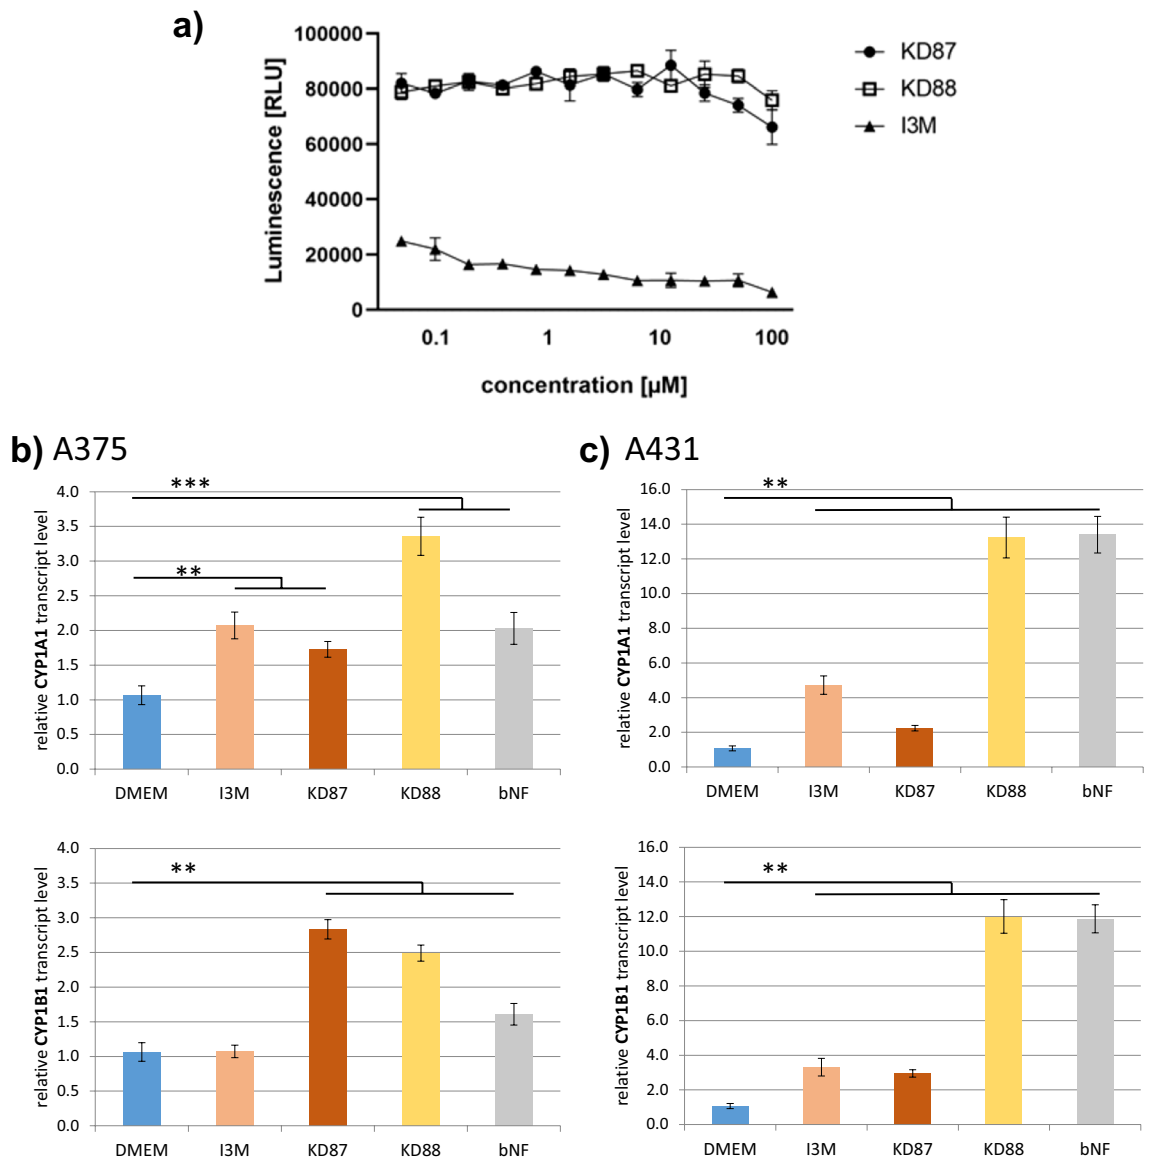 a)
100000
80000
60000
40000
20000
0
Luminescence [RLU]
0.1 1 10 100
concentration [µM]
KD87
KD88
I3M
b) A375
***
**
4.0
3.5
3.0
2.5
2.0
1.5
1.0
0.5
0.0
relative CYP1A1 transcript level
DMEM I3M KD87 KD88 bNF
c) A431
**
16.0
14.0
12.0
10.0
8.0
6.0
4.0
2.0
0.0
relative CYP1A1 transcript level
DMEM I3M KD87 KD88 bNF
**
4.0
3.5
3.0
2.5
2.0
1.5
1.0
0.5
0.0
relative CYP1B1 transcript level
DMEM I3M KD87 KD88 bNF
**
16.0
14.0
12.0
10.0
8.0
6.0
4.0
2.0
0.0
relative CYP1B1 transcript level
DMEM I3M KD87 KD88 bNF